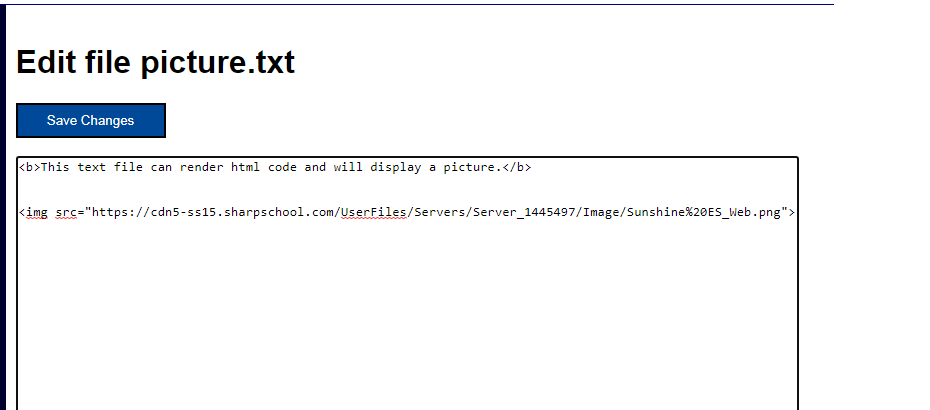 Edit file picture.txt
Save Changes
<b>This text file can render html code and will display a picture.</b>
<img src="https://cdn5-ss15.sharpschool.com/UserFiles/Servers/Server_1445497/Image/Sunshine%20ES_Web.png">